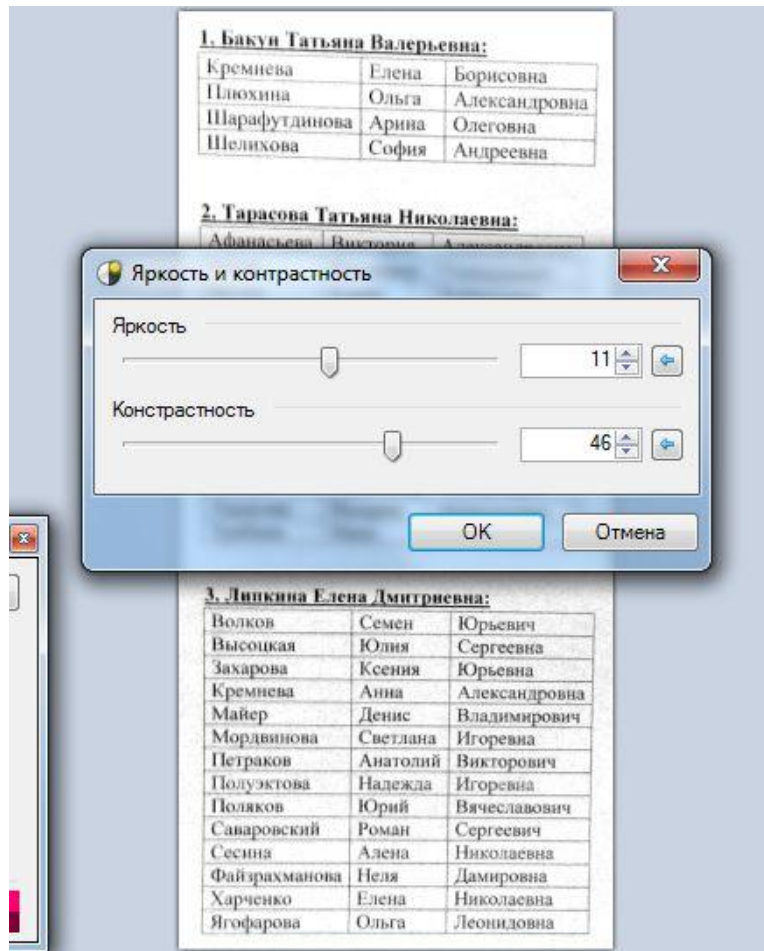 1. Бакун Татьяна Валерьевна:
Кремнева Елена Борисовна
Плюхина Ольга Александровна
Шарафутдинова Арина Олеговна
Шелихова София Андреевна
2. Тарасова Татьяна Николаевна:
Афанасьева Виктория
Яркость и контрастность
Яркость
11
Констрастность
46
OK Отмена
3. Липкина Елена Дмитриевна:
Волков Семен Юрьевич
Высоцкая Юлия Сергеевна
Захарова Ксения Юрьевна
Кремнева Анна Александровна
Майер Денис Владимирович
Мордвинова Светлана Игоревна
Петраков Анатолий Викторович
Полуэктова Надежда Игоревна
Поляков Юрий Вячеславович
Саваровский Роман Сергеевич
Сесина Алена Николаевна
Файзрахманова Неля Дамировна
Харченко Елена Николаевна
Ягофарова Ольга Леонидовна